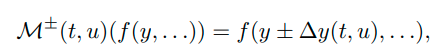 ℳ±(t, u)(f(y, . . .)) = f(y ± Δy(t, u), . . .),